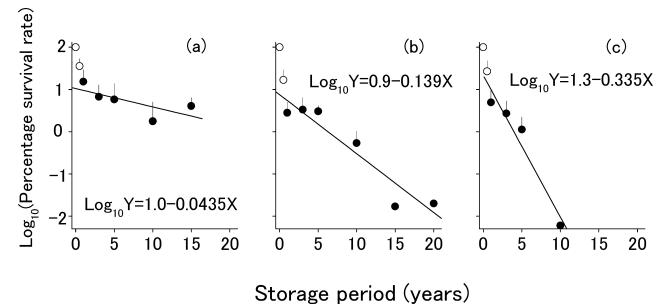 (a) (b) (c)
2
1
0
−1
−2
Log10Y=0.9−0.139X
Log10Y=1.3−0.335X
Log10Y=1.0−0.0435X
Log10(Percentage survival rate)
0 5 10 15 20 0 5 10 15 20 0 5 10 15 20
Storage period (years)